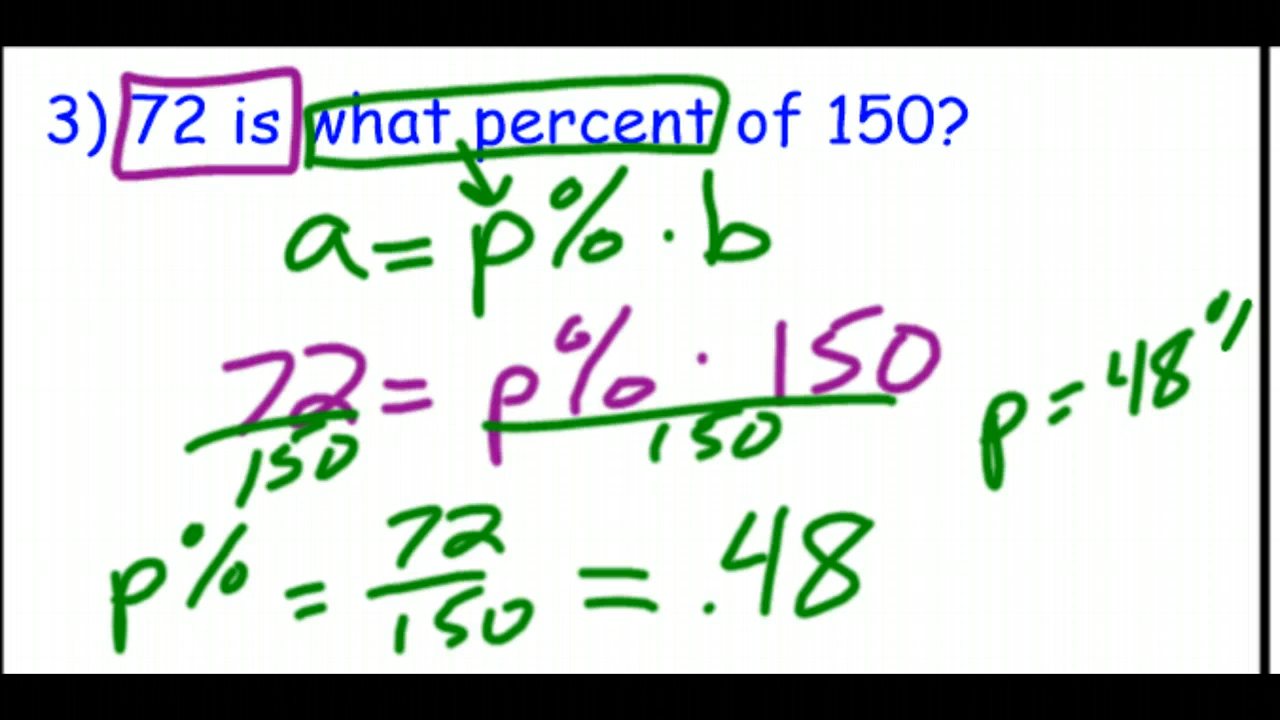 3) 72 is what percent of 150?
a = p% · b
72 = p% · 150
150 150
p = 48%
p% = 72/150 = .48